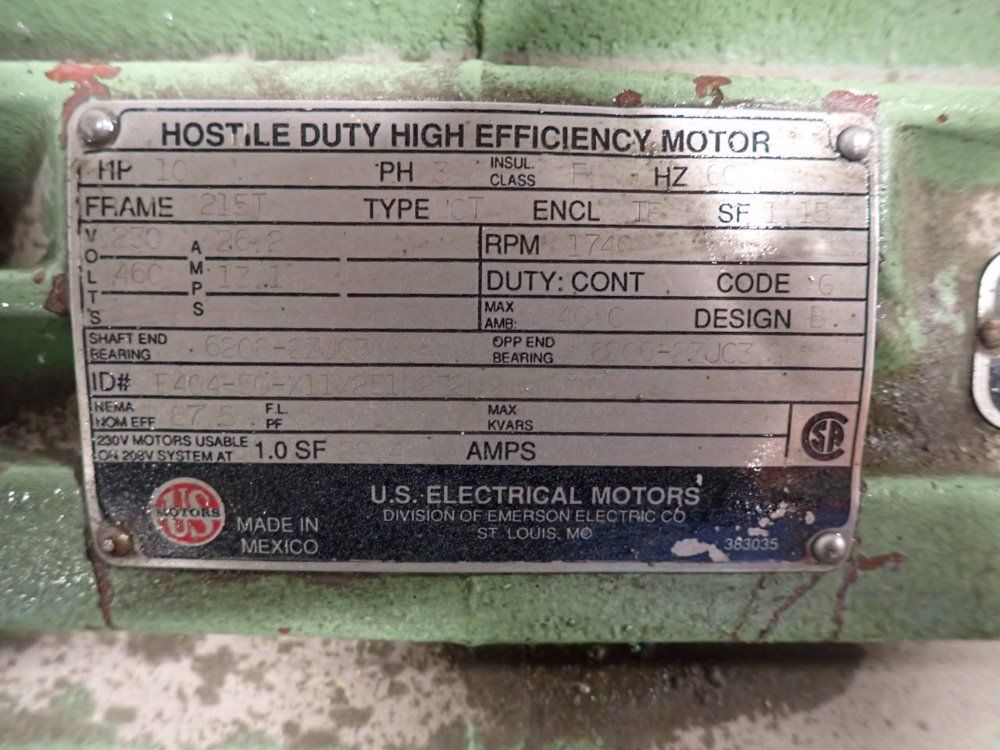 HOSTILE DUTY HIGH EFFICIENCY MOTOR
HP 10 PH 3 INSUL. CLASS F HZ 60
FRAME 215T TYPE CT ENCL TE SF 1.15
VOLTS 230 AMPS 26.2 RPM 1740
460 13.1 DUTY: CONT CODE G
MAX AMB: 40 C DESIGN B
SHAFT END BEARING 6208-2ZJC3 OPP END BEARING
ID#
NEMA NOM EFF 87.5 F.L. PF MAX KVARS
230V MOTORS USABLE ON 208V SYSTEM AT 1.0 SF AMPS
SA
US MOTORS
MADE IN MEXICO
U.S. ELECTRICAL MOTORS
DIVISION OF EMERSON ELECTRIC CO
ST. LOUIS, MO
383035